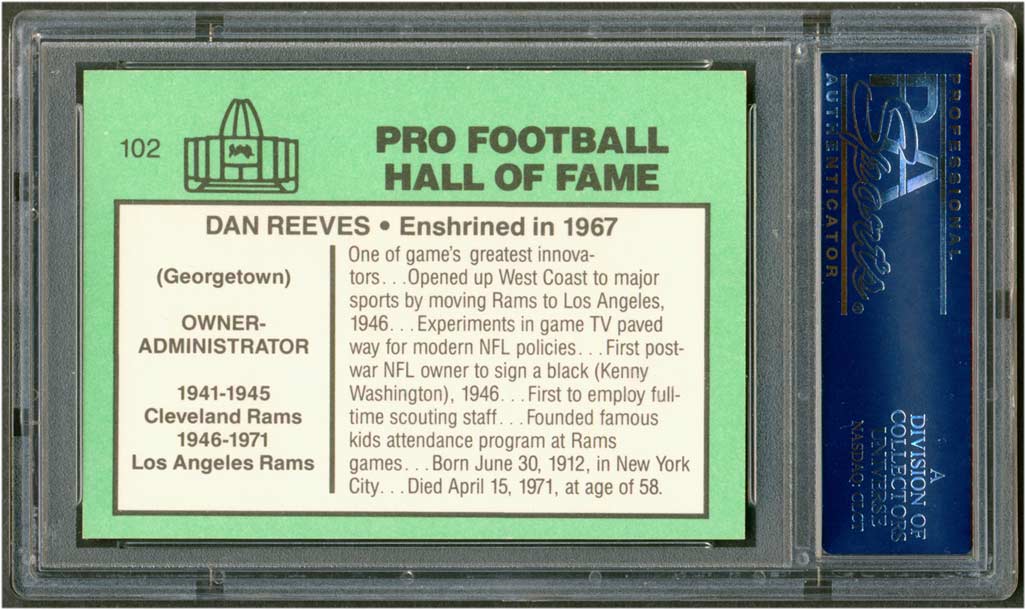 102
PRO FOOTBALL
HALL OF FAME
DAN REEVES • Enshrined in 1967
(Georgetown)
OWNER-
ADMINISTRATOR
1941-1945
Cleveland Rams
1946-1971
Los Angeles Rams
One of game's greatest innova-
tors. . .Opened up West Coast to major
sports by moving Rams to Los Angeles,
1946. . .Experiments in game TV paved
way for modern NFL policies. . .First post-
war NFL owner to sign a black (Kenny
Washington), 1946. . .First to employ full-
time scouting staff. . .Founded famous
kids attendance program at Rams
games. . .Born June 30, 1912, in New York
City. . .Died April 15, 1971, at age of 58.
PROFESSIONAL
PSA
Sports
®
AUTHENTICATOR
A
DIVISION OF
COLLECTORS
UNIVERSE
NASDAQ: CLCT